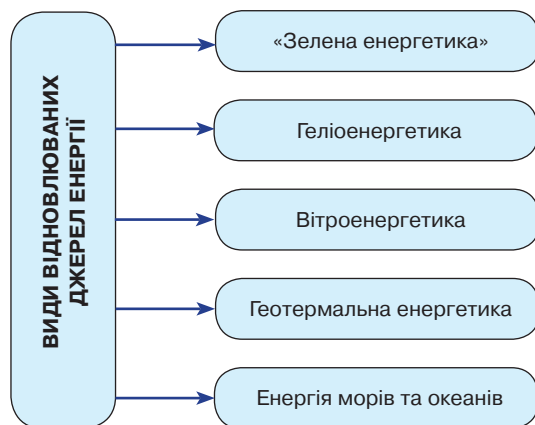 ВИДИ ВІДНОВЛЮВАНИХ
ДЖЕРЕЛ ЕНЕРГІЇ
«Зелена енергетика»
Геліоенергетика
Вітроенергетика
Геотермальна енергетика
Енергія морів та океанів